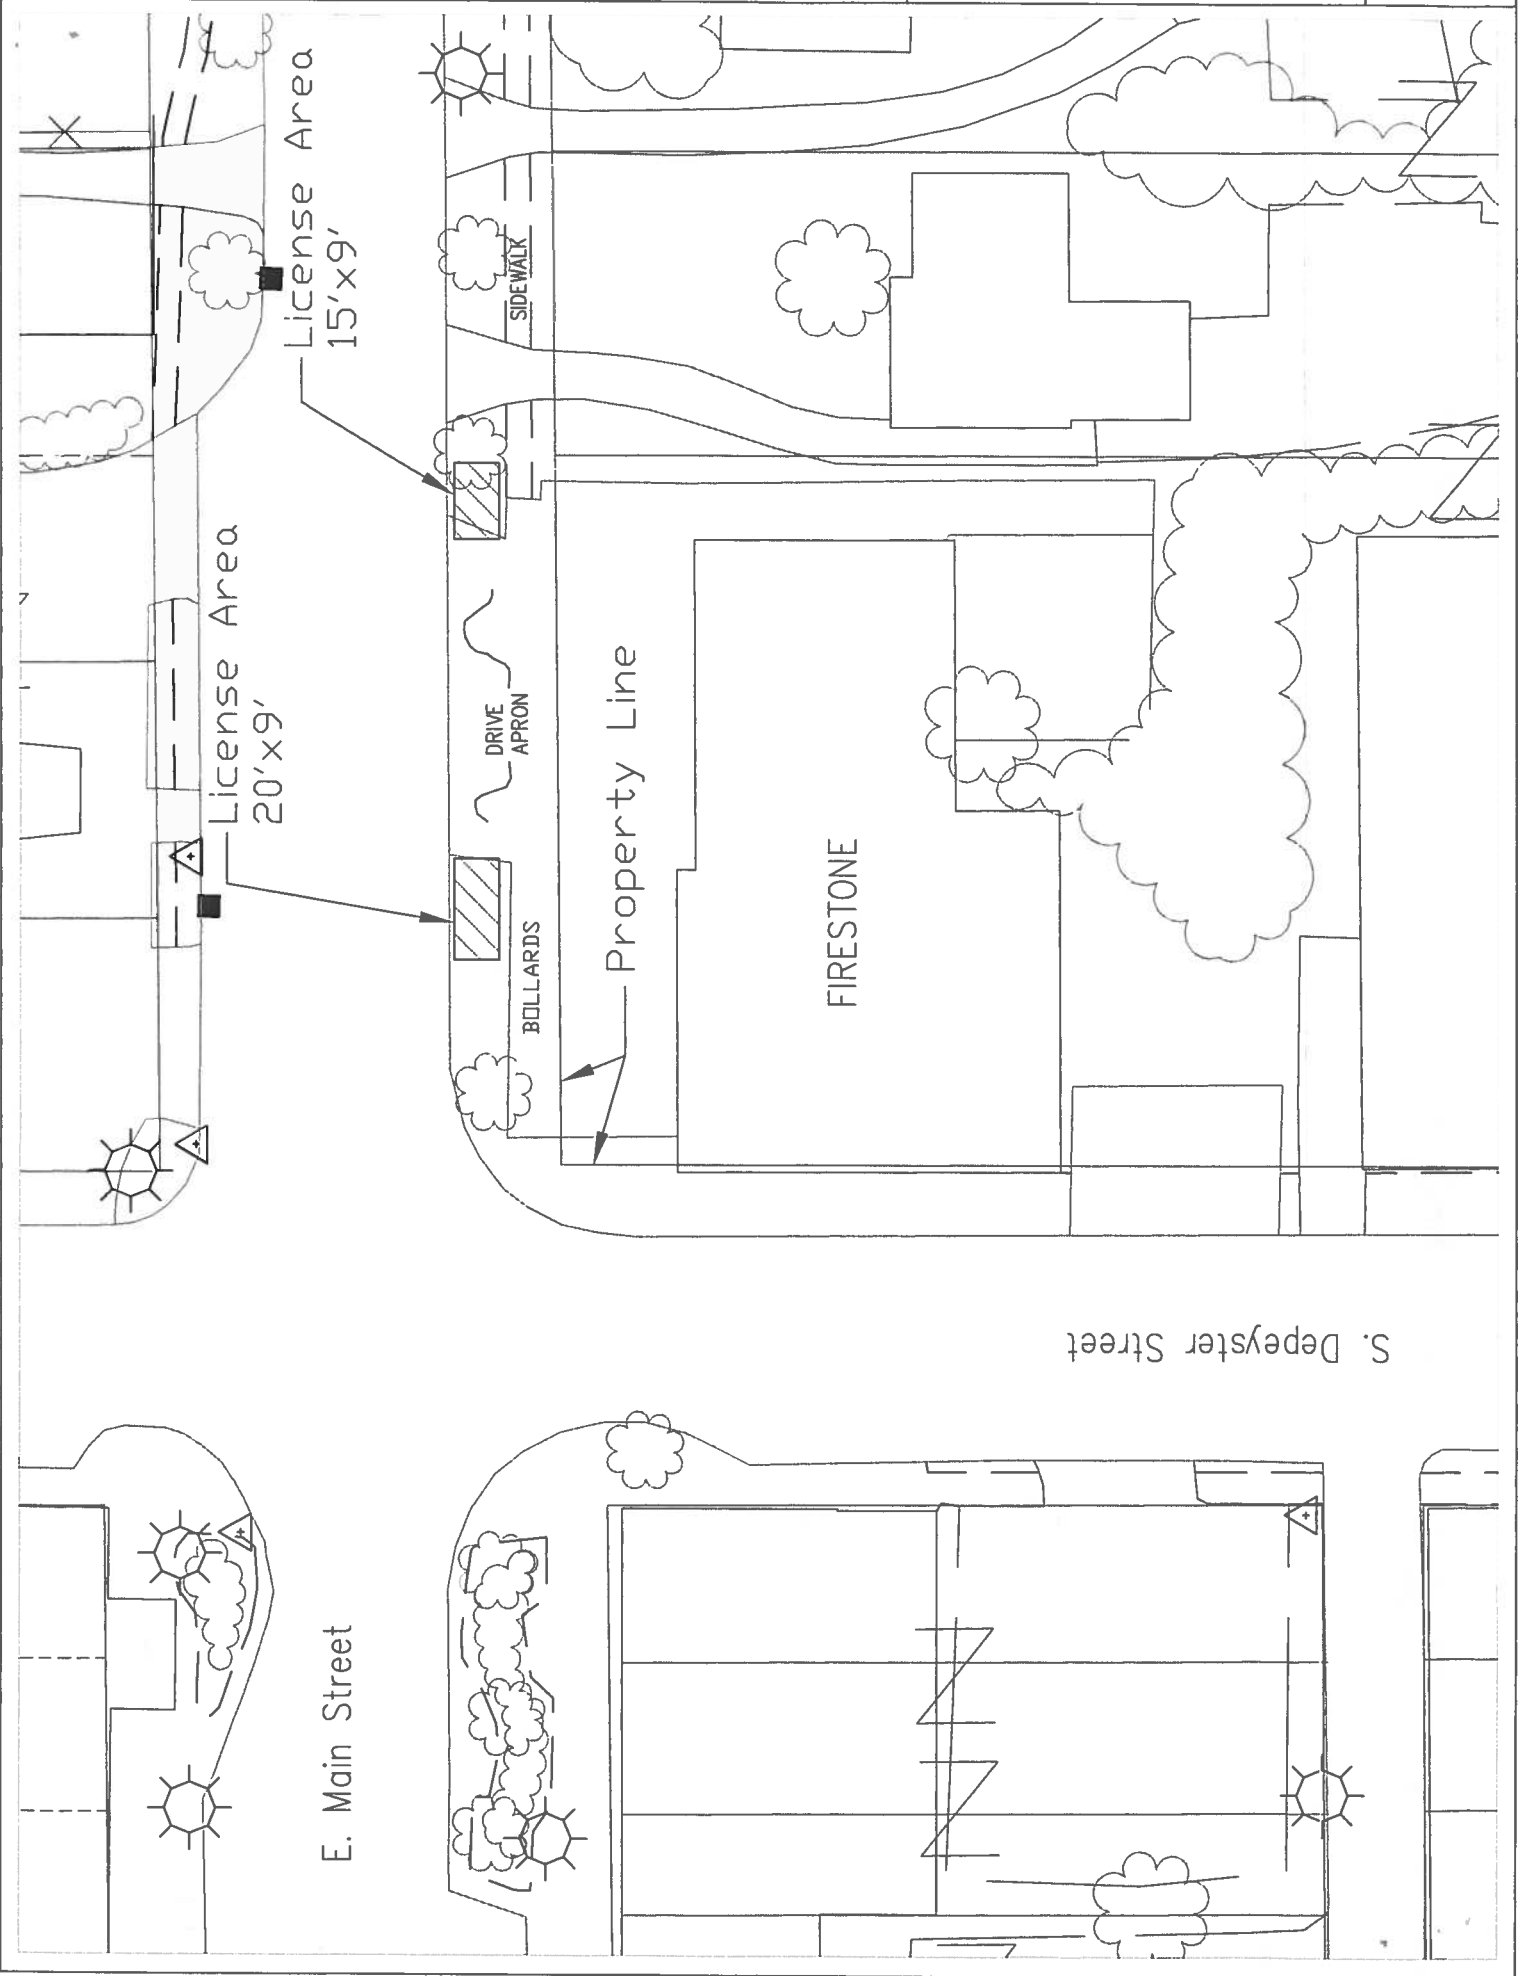 License Area
15'x9'
License Area
20'x9'
SIDEWALK
DRIVE
APRON
Property Line
BOLLARDS
FIRESTONE
S. Depeyster Street
E. Main Street